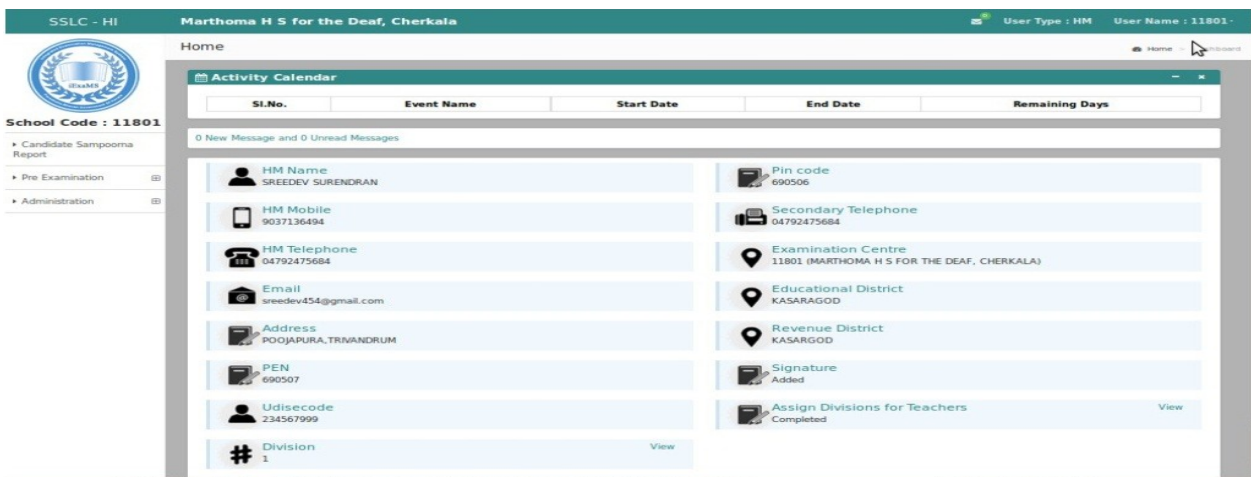 SSLC - HI
Marthoma H S for the Deaf, Cherkala
0
User Type : HM
User Name : 11801
iExaMS
School Code : 11801
Candidate Sampoorna
Report
Pre Examination
Administration
Home
Home
Activity Calendar
Sl.No. Event Name Start Date End Date Remaining Days
0 New Message and 0 Unread Messages
HM Name
SREEDEV SURENDRAN
Pin code
690506
HM Mobile
9037136494
Secondary Telephone
04792475684
HM Telephone
04792475684
Examination Centre
11801 (MARTHOMA H S FOR THE DEAF, CHERKALA)
Email
sreedev454@gmail.com
Educational District
KASARAGOD
Address
POOJAPURA,TRIVANDRUM
Revenue District
KASARGOD
PEN
690507
Signature
Added
Udisecode
234567999
Assign Divisions for Teachers View
Completed
Division View
1